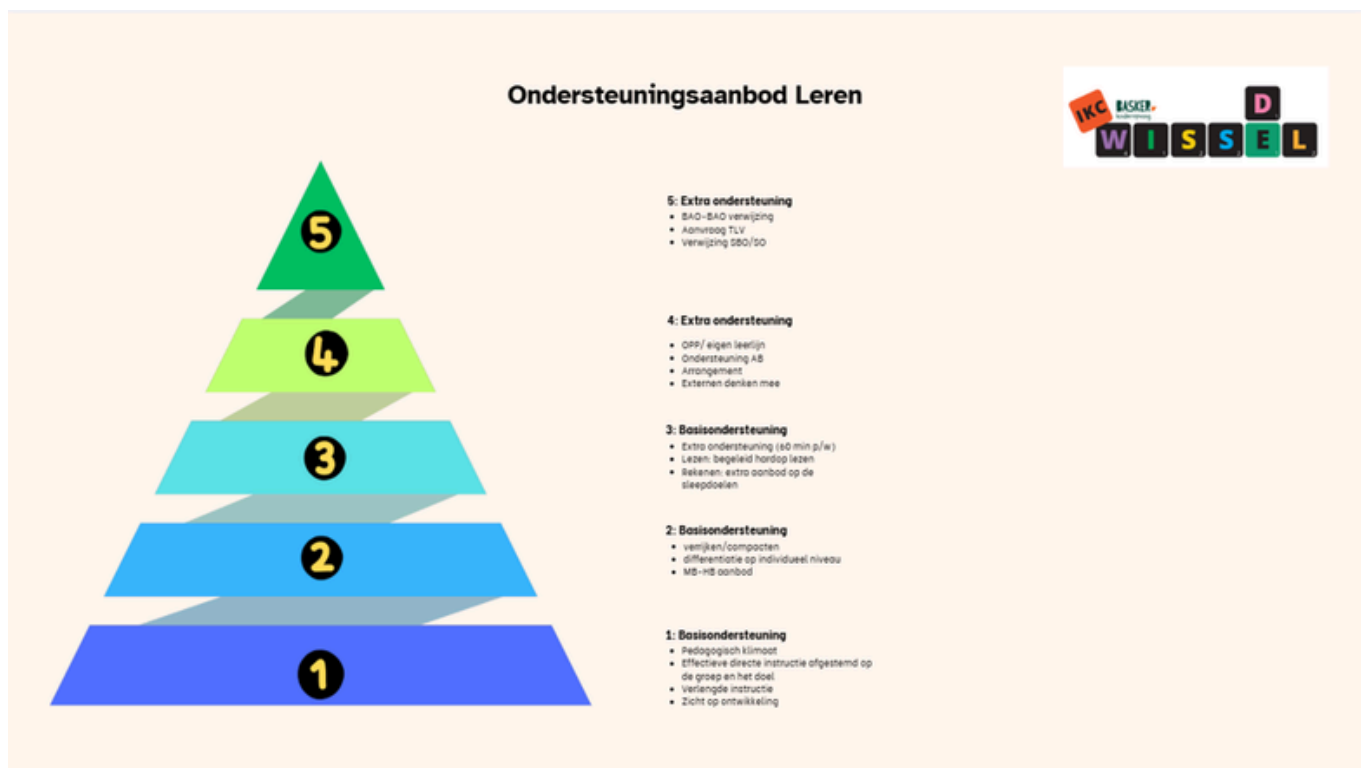 Ondersteuningsaanbod Leren
IKC
BASKER
D
WISSEL
5
4
3
2
1
5: Extra ondersteuning
• BAO-BAO verwijzing
• Aanvraag TLV
• Verwijzing SBO/SO
4: Extra ondersteuning
• OPP/ eigen leerlijn
• Ondersteuning AB
• Arrangement
• Externen denken mee
3: Basisondersteuning
• Extra ondersteuning (60 min p/w)
• Lezen: begeleid hardop lezen
• Rekenen: extra aanbod op de
sleepdoelen
2: Basisondersteuning
• verrijken/compacten
• differentiatie op individueel niveau
• MB-HB aanbod
1: Basisondersteuning
• Pedagogisch klimaat
• Effectieve directe instructie afgestemd op
de groep en het doel
• Verlengde instructie
• Zicht op ontwikkeling